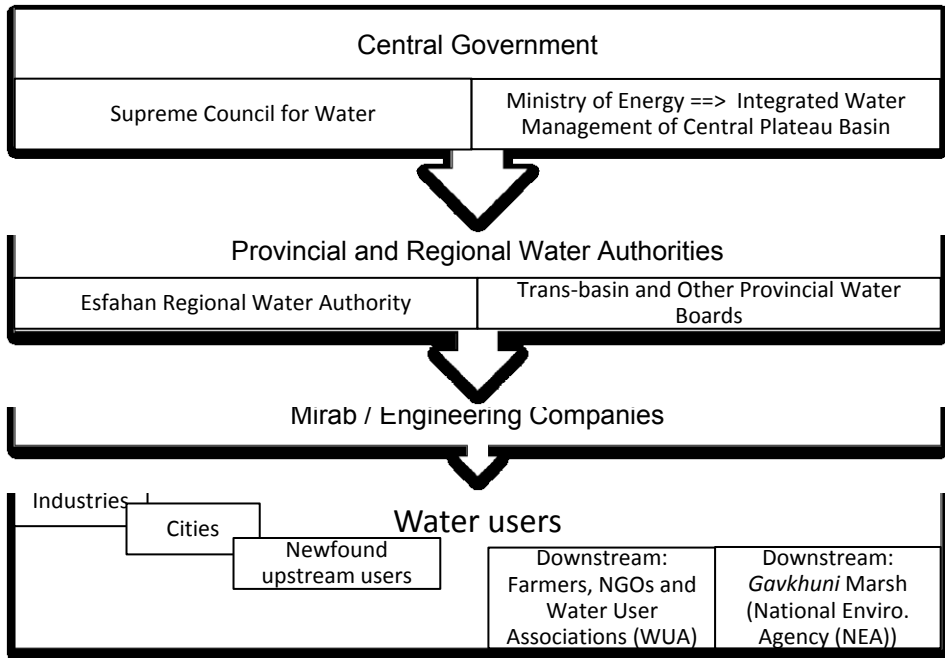 Central Government
Supreme Council for Water
Ministry of Energy ==> Integrated Water
Management of Central Plateau Basin
Provincial and Regional Water Authorities
Esfahan Regional Water Authority
Trans-basin and Other Provincial Water
Boards
Mirab / Engineering Companies
Industries
Cities
Newfound
upstream users
Water users
Downstream:
Farmers, NGOs and
Water User
Associations (WUA)
Downstream:
Gavkhuni Marsh
(National Enviro.
Agency (NEA))